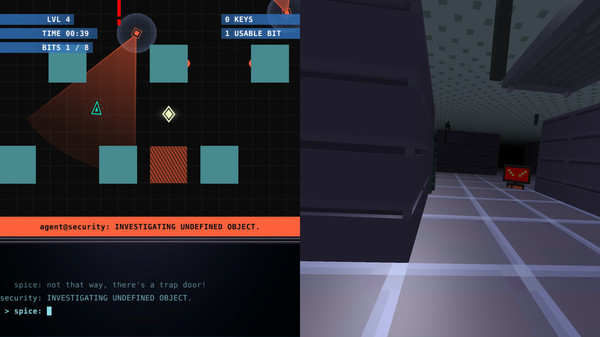 LVL 4
TIME 00:39
BITS 1 / 8
0 KEYS
1 USABLE BIT
agent@security: INVESTIGATING UNDEFINED OBJECT.
spice: not that way, there's a trap door!
security: INVESTIGATING UNDEFINED OBJECT.
> spice: